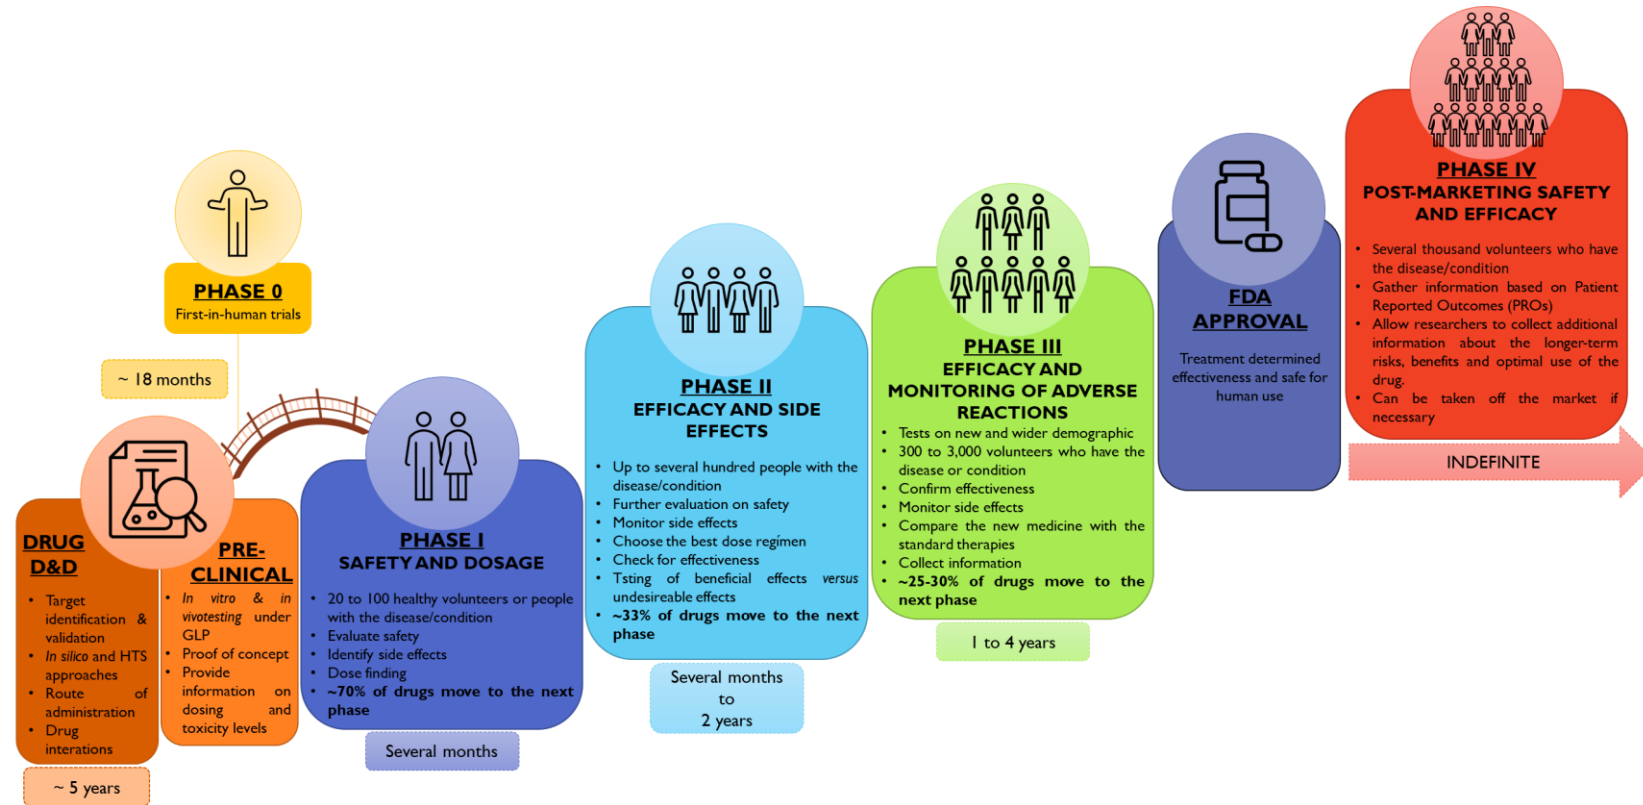 PHASE 0
First-in-human trials
~ 18 months
DRUG
D&D
• Target
identification &
validation
• In silico and HTS
approaches
• Route of
administration
• Drug
interations
~ 5 years
PRE-
CLINICAL
• In vitro & in
vivotesting under
GLP
• Proof of concept
• Provide
information on
dosing and
toxicity levels
PHASE I
SAFETY AND DOSAGE
• 20 to 100 healthy volunteers or people
with the disease/condition
• Evaluate safety
• Identify side effects
• Dose finding
• ~70% of drugs move to the next
phase
Several months
PHASE II
EFFICACY AND SIDE
EFFECTS
• Up to several hundred people with the
disease/condition
• Further evaluation on safety
• Monitor side effects
• Choose the best dose regímen
• Check for effectiveness
• Tsting of beneficial effects versus
undesireable effects
• ~33% of drugs move to the next
phase
Several months
to
2 years
PHASE III
EFFICACY AND
MONITORING OF ADVERSE
REACTIONS
• Tests on new and wider demographic
• 300 to 3,000 volunteers who have the
disease or condition
• Confirm effectiveness
• Monitor side effects
• Compare the new medicine with the
standard therapies
• Collect information
• ~25-30% of drugs move to the
next phase
1 to 4 years
FDA
APPROVAL
Treatment determined
effectiveness and safe for
human use
PHASE IV
POST-MARKETING SAFETY
AND EFFICACY
• Several thousand volunteers who have
the disease/condition
• Gather information based on Patient
Reported Outcomes (PROs)
• Allow researchers to collect additional
information about the longer-term
risks, benefits and optimal use of the
drug.
• Can be taken off the market if
necessary
INDEFINITE